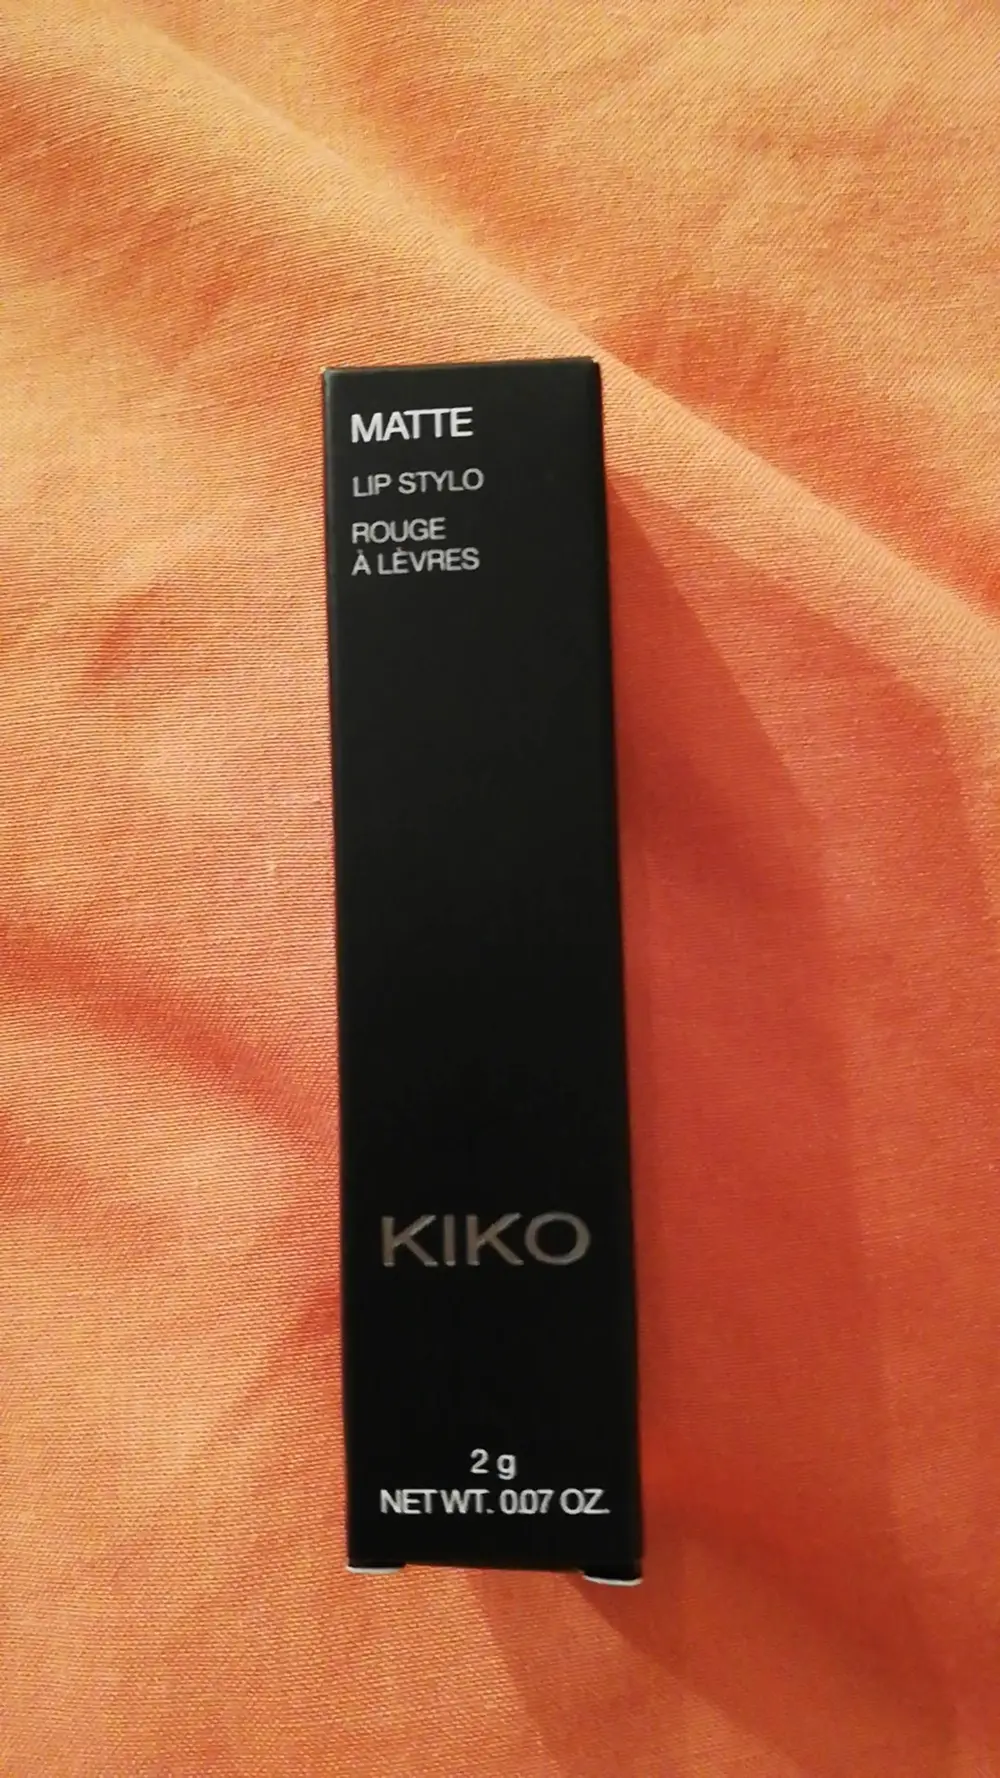 MATTE
LIP STYLO
ROUGE
À LÈVRES
KIKO
2 g
NET WT. 0.07 OZ.